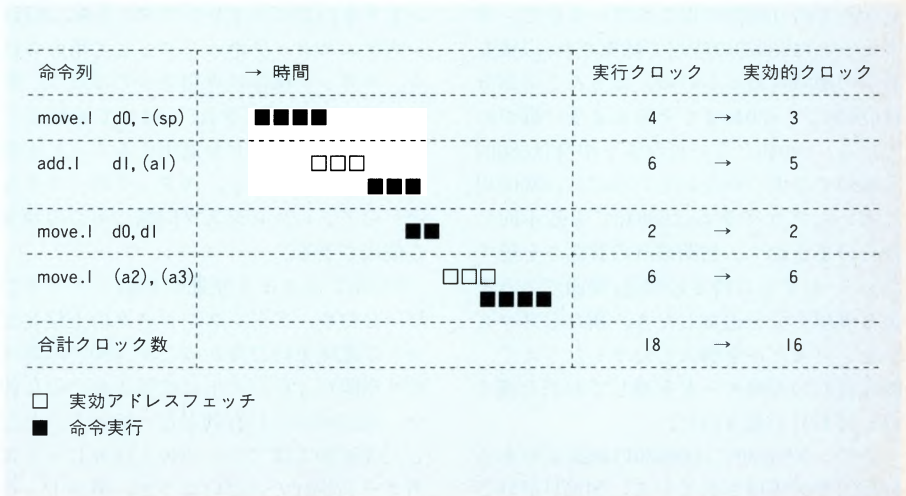 命令列 → 時間 実行クロック 実効的クロック
move.l d0,-(sp) 4 → 3
add.l d1,(a1) 6 → 5
move.l d0,d1 2 → 2
move.l (a2),(a3) 6 → 6
合計クロック数 18 → 16
□ 実効アドレスフェッチ
■ 命令実行